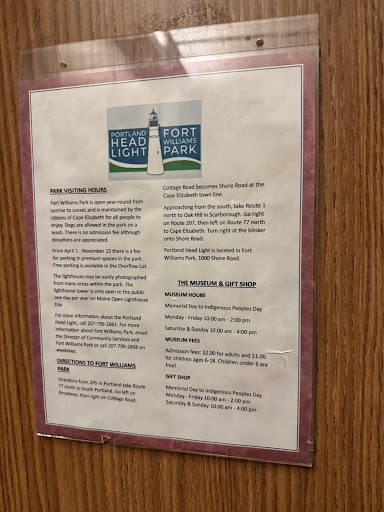 PORTLAND
HEAD
LIGHT
FORT
WILLIAMS
PARK
PARK VISITING HOURS
Fort Williams Park is open year-round from
sunrise to sunset and is maintained by the
citizens of Cape Elizabeth for all people to
enjoy. Dogs are allowed in the park on a
leash. There is no admission fee although
donations are appreciated.
From April 1 - November 15 there is a fee
for parking in premium spaces in the park.
Free parking is available in the Overflow Lot.
The lighthouse may be easily photographed
from many areas within the park. The
lighthouse tower is only open to the public
one day per year on Maine Open Lighthouse
Day
For more information about the Portland
Head Light, call 207-799-2661. For more
information about Fort Williams Park, email
the Director of Community Services and
Fort Williams Park or call 207-799-2868 on
weekdays.
DIRECTIONS TO FORT WILLIAMS
PARK
Directions from 295 in Portland take Route
77 south to South Portland. Go left on
Broadway, then right on Cottage Road.
Cottage Road becomes Shore Road at the
Cape Elizabeth town line.
Approaching from the south, take Route 1
north to Oak Hill in Scarborough. Go right
on Route 207, then left on Route 77 north
to Cape Elizabeth. Turn right at the blinker
onto Shore Road.
Portland Head Light is located in Fort
Williams Park, 1000 Shore Road.
THE MUSEUM & GIFT SHOP
MUSEUM HOURS
Memorial Day to Indigenous Peoples Day
Monday - Friday 10:00 am - 2:00 pm
Saturday & Sunday 10:00 am - 4:00 pm
MUSEUM FEES
Admission fees: $2.00 for adults and $1.00
for children ages 6-18. Children under 6 are
free!
GIFT SHOP
Memorial Day to Indigenous Peoples Day
Monday - Friday 10:00 am - 2:00 pm
Saturday & Sunday 10:00 am - 4:00 pm